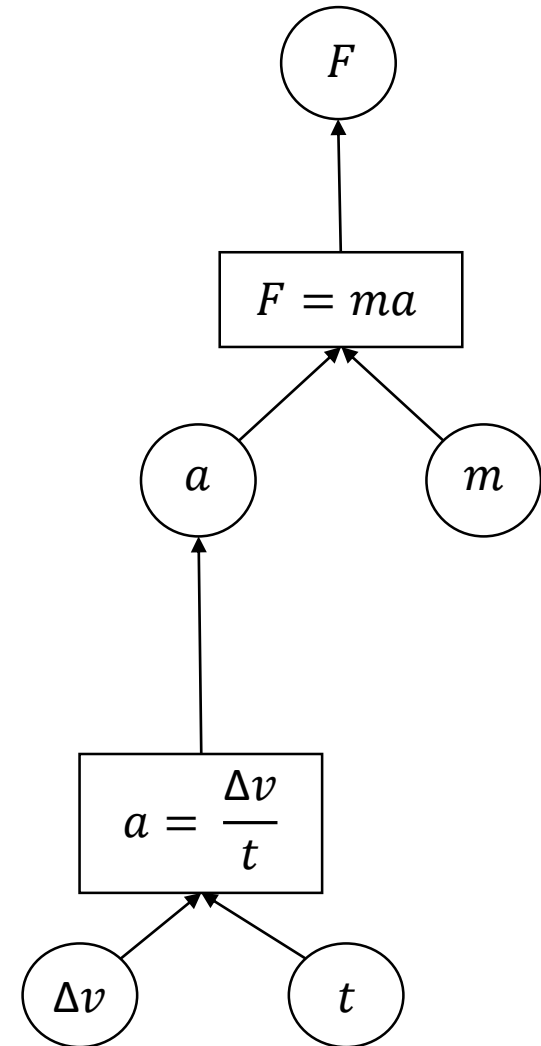 F
F = ma
a
m
a = Δv/t
Δv
t